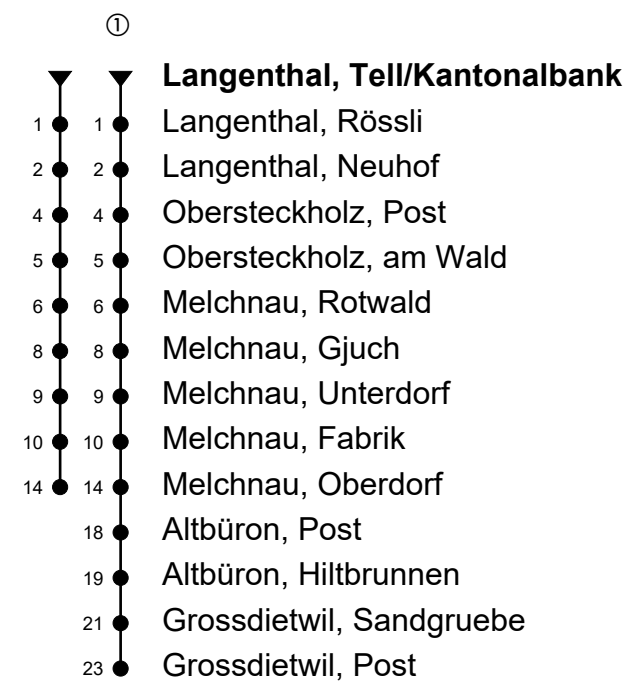 ①
Langenthal, Tell/Kantonalbank
1 1 Langenthal, Rössli
2 2 Langenthal, Neuhof
4 4 Obersteckholz, Post
5 5 Obersteckholz, am Wald
6 6 Melchnau, Rotwald
8 8 Melchnau, Gjuch
9 9 Melchnau, Unterdorf
10 10 Melchnau, Fabrik
14 14 Melchnau, Oberdorf
18 Altbüron, Post
19 Altbüron, Hiltbrunnen
21 Grossdietwil, Sandgruebe
23 Grossdietwil, Post